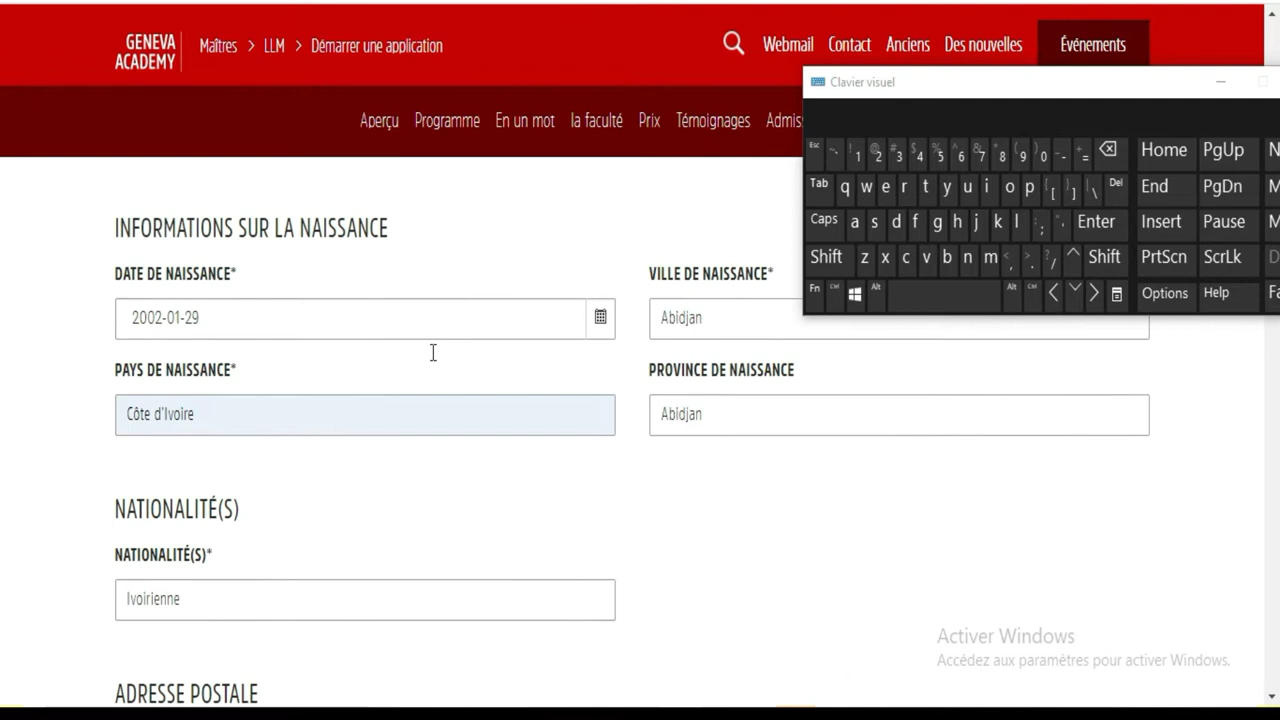 GENEVA
ACADEMY
Maîtres > LLM > Démarrer une application
Webmail Contact Anciens Des nouvelles Événements
Clavier visuel
Aperçu Programme En un mot la faculté Prix Témoignages Admiss
Esc ~ ` ! 1 @ 2 # 3 $ 4 % 5 ^ 6 & 7 * 8 ( 9 ) 0 _ - + = Home PgUp N
Tab q w e r t y u i o p { [ } ] | \ Del End PgDn M
Caps a s d f g h j k l : ; " ' Enter Insert Pause M
Shift z x c v b n m < , > . ? / Shift PrtScn ScrLk D
Fn Ctrl Alt Alt Ctrl Options Help Fa
INFORMATIONS SUR LA NAISSANCE
DATE DE NAISSANCE* VILLE DE NAISSANCE*
2002-01-29 Abidjan
PAYS DE NAISSANCE* PROVINCE DE NAISSANCE
Côte d'Ivoire Abidjan
NATIONALITÉ(S)
NATIONALITÉ(S)*
Ivoirienne
Activer Windows
Accédez aux paramètres pour activer Windows.
ADRESSE POSTALE